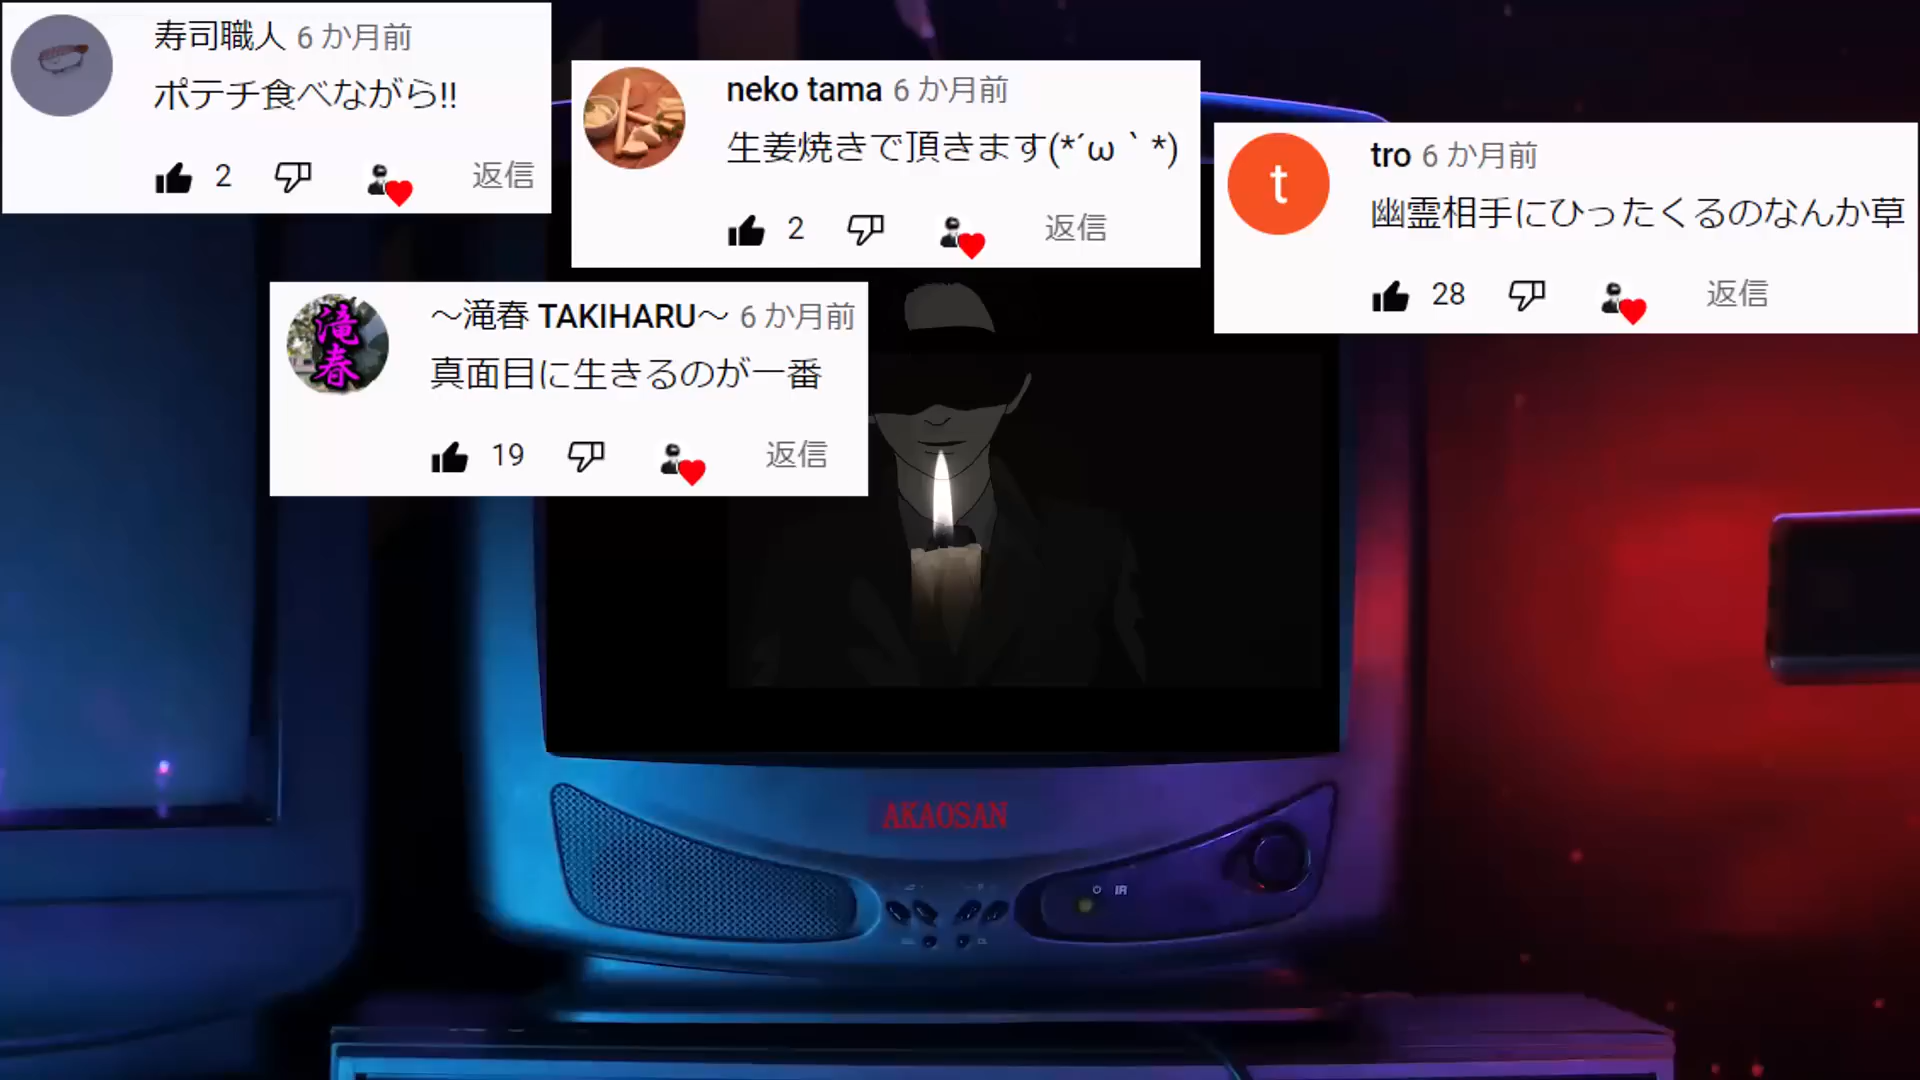 寿司職人 6 か月前
ポテチ食べながら!!
2
返信
neko tama 6 か月前
生姜焼きで頂きます(*´ω｀*)
2
返信
t
tro 6 か月前
幽霊相手にひったくるのなんか草
28
返信
滝春
～滝春 TAKIHARU～ 6 か月前
真面目に生きるのが一番
19
返信
AKAOSAN
IR